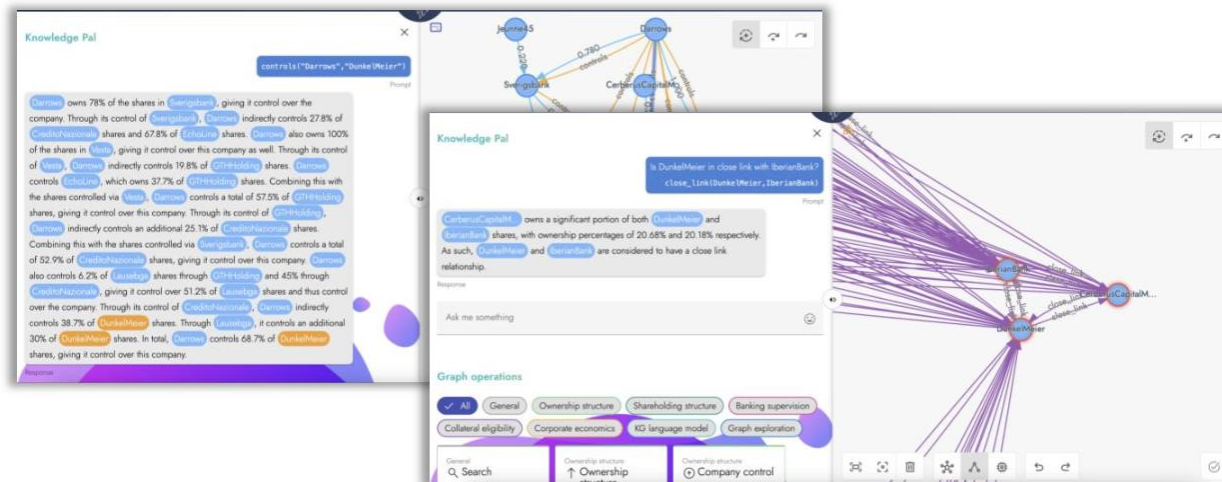 Knowledge Pal
controls("Darrows","DunkelMeier")
Prompt
Darrows owns 78% of the shares in Sverigsbank, giving it control over the
company. Through its control of Sverigsbank, Darrows indirectly controls 27.8% of
CreditoNazionale shares and 67.8% of EchoLine shares. Darrows also owns 100%
of the shares in Vesta, giving it control over this company as well. Through its control
of Vesta, Darrows indirectly controls 19.8% of GTHHolding shares. Darrows
controls EchoLine, which owns 37.7% of GTHHolding shares. Combining this with
the shares controlled via Vesta, Darrows controls a total of 57.5% of GTHHolding
shares, giving it control over this company. Through its control of GTHHolding,
Darrows indirectly controls an additional 25.1% of CreditoNazionale shares.
Combining this with the shares controlled via Sverigsbank, Darrows controls a total
of 52.9% of CreditoNazionale shares, giving it control over this company. Darrows
also controls 6.2% of Lausebga shares through GTHHolding and 45% through
CreditoNazionale, giving it control over 51.2% of Lausebga shares and thus control
over the company. Through its control of CreditoNazionale, Darrows indirectly
controls 38.7% of DunkelMeier shares. Through Lausebga, it controls an additional
30% of DunkelMeier shares. In total, Darrows controls 68.7% of DunkelMeier
shares, giving it control over this company.
Response
Jeunne45
Darrows
0.220
0.780
controls
Sverigsbank
CerberusCapitalM...
controls
controls
1.000
Knowledge Pal
Is DunkelMeier in close link with IberianBank?
close_link(DunkelMeier,IberianBank)
Prompt
CerberusCapitalM... owns a significant portion of both DunkelMeier and
IberianBank shares, with ownership percentages of 20.68% and 20.18% respectively.
As such, DunkelMeier and IberianBank are considered to have a close link
relationship.
Response
Ask me something
Graph operations
All General Ownership structure Shareholding structure Banking supervision
Collateral eligibility Corporate economics KG language model Graph exploration
General
Search
Ownership structure
Ownership
Ownership structure
Company control
IberianBank
close_link
CerberusCapitalM...
close_link
close_link
close_link
DunkelMeier